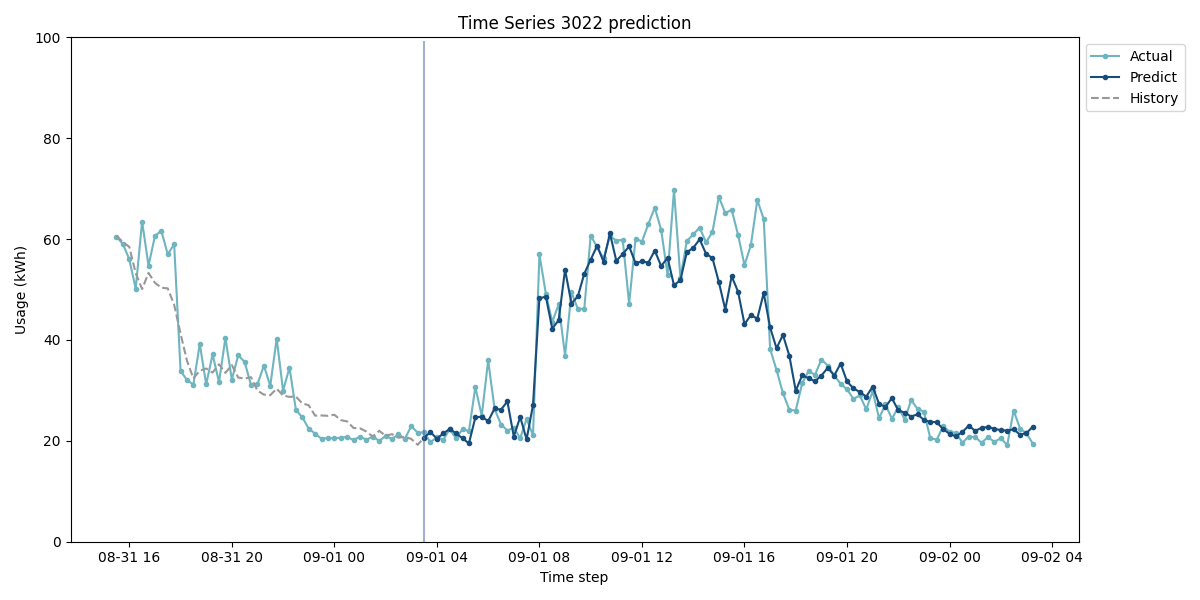 Time Series 3022 prediction
100
80
60
40
20
0
Usage (kWh)
08-31 16
08-31 20
09-01 00
09-01 04
09-01 08
09-01 12
09-01 16
09-01 20
09-02 00
09-02 04
Time step
Actual
Predict
History